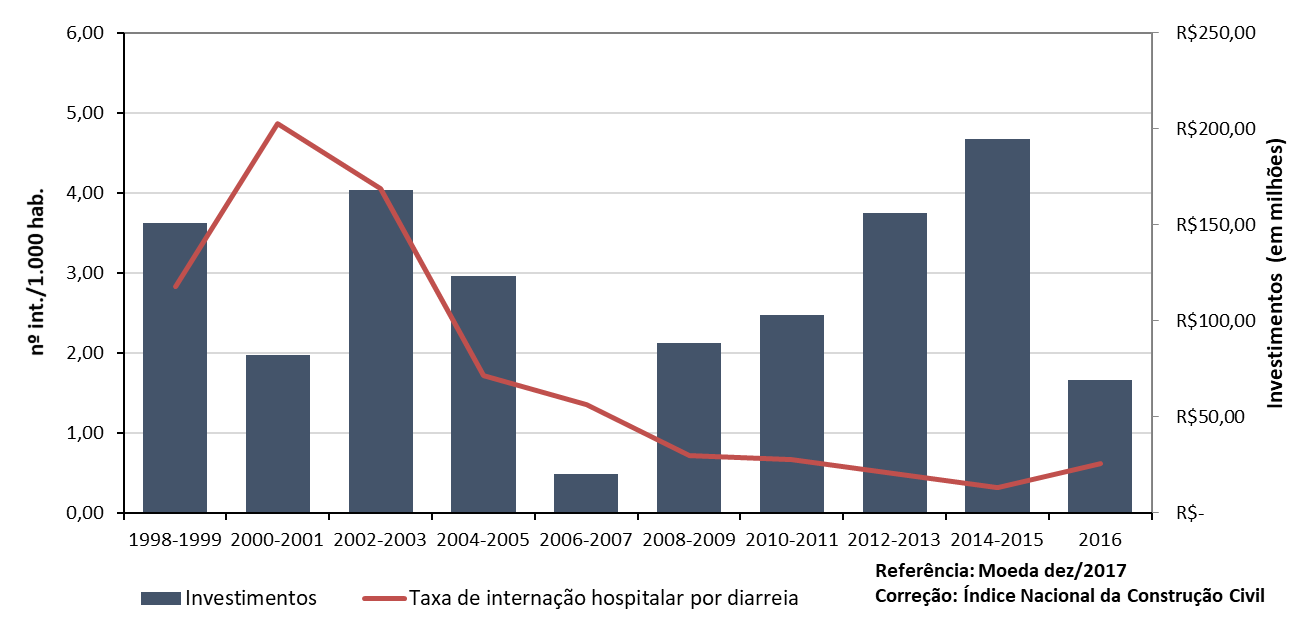 6,00
5,00
4,00
3,00
2,00
1,00
0,00
nº int./1.000 hab.
R$250,00
R$200,00
R$150,00
R$100,00
R$50,00
R$-
Investimentos (em milhões)
1998-1999 2000-2001 2002-2003 2004-2005 2006-2007 2008-2009 2010-2011 2012-2013 2014-2015 2016
Investimentos Taxa de internação hospitalar por diarreia
Referência: Moeda dez/2017
Correção: Índice Nacional da Construção Civil